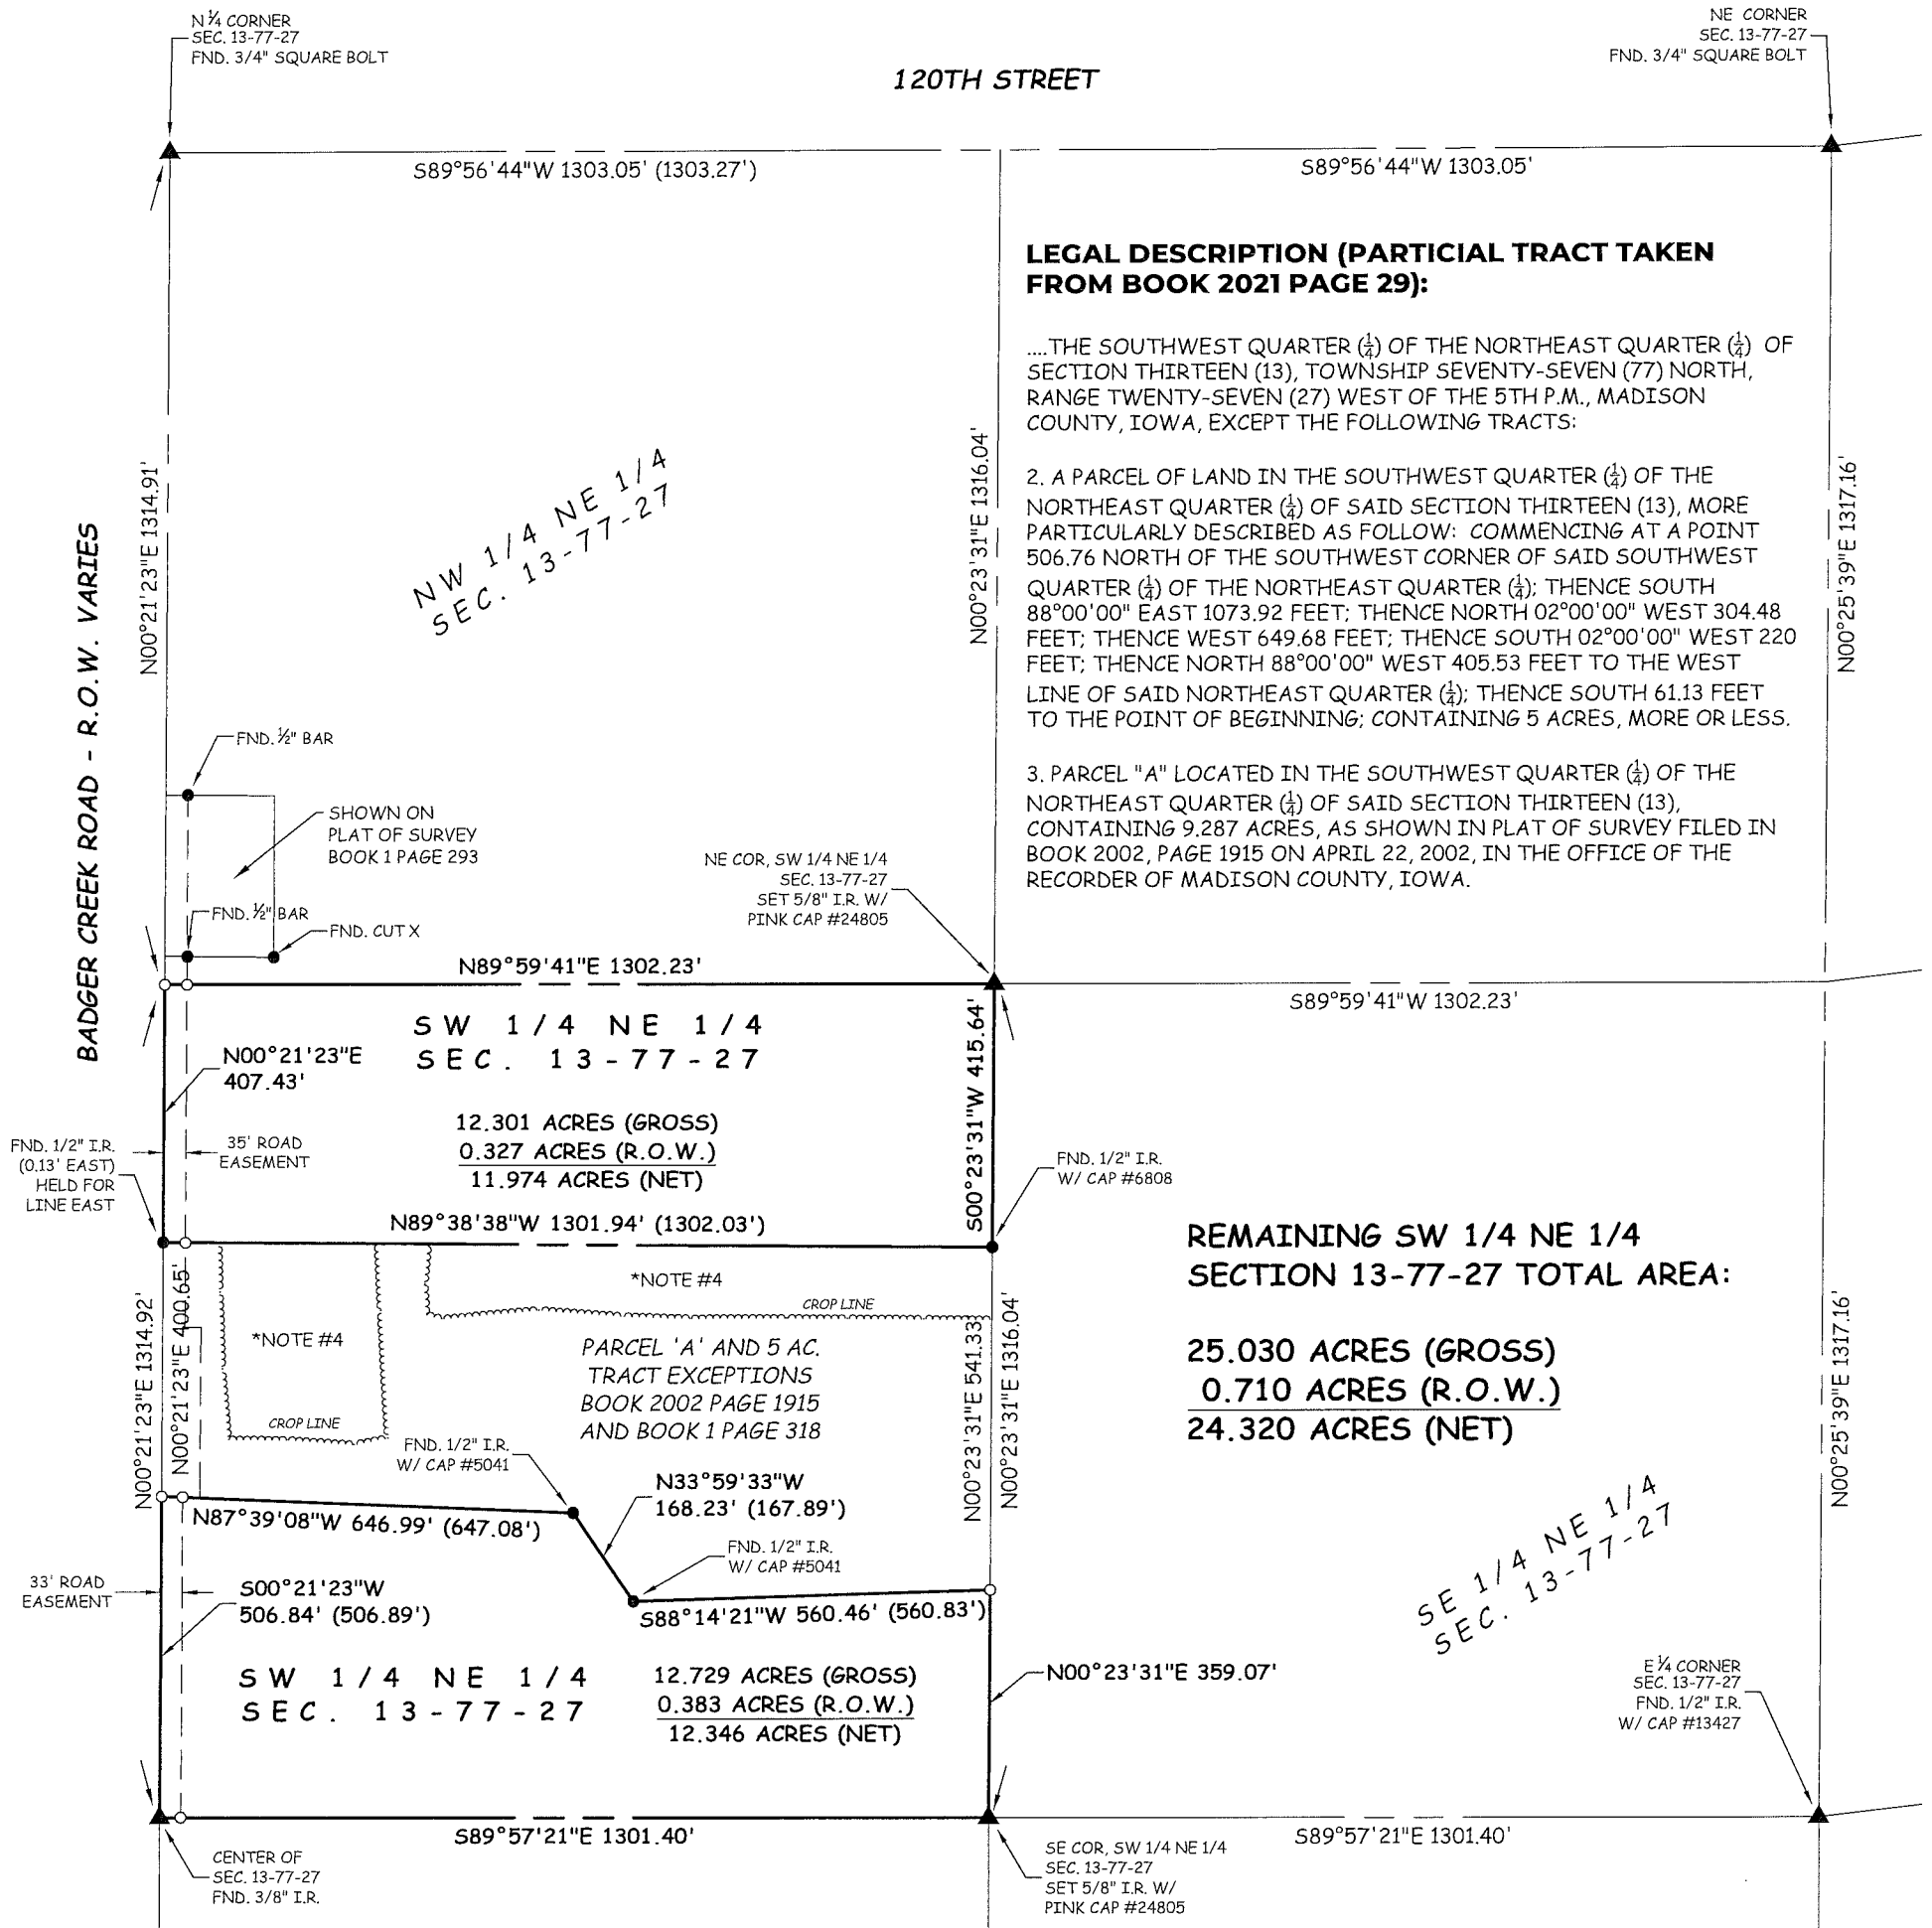 N ¼ CORNER
SEC. 13-77-27
FND. 3/4" SQUARE BOLT
NE CORNER
SEC. 13-77-27
FND. 3/4" SQUARE BOLT
120TH STREET
S89°56'44"W 1303.05' (1303.27')
S89°56'44"W 1303.05'
LEGAL DESCRIPTION (PARTICIAL TRACT TAKEN
FROM BOOK 2021 PAGE 29):
....THE SOUTHWEST QUARTER (¼) OF THE NORTHEAST QUARTER (¼) OF
SECTION THIRTEEN (13), TOWNSHIP SEVENTY-SEVEN (77) NORTH,
RANGE TWENTY-SEVEN (27) WEST OF THE 5TH P.M., MADISON
COUNTY, IOWA, EXCEPT THE FOLLOWING TRACTS:
2. A PARCEL OF LAND IN THE SOUTHWEST QUARTER (¼) OF THE
NORTHEAST QUARTER (¼) OF SAID SECTION THIRTEEN (13), MORE
PARTICULARLY DESCRIBED AS FOLLOW: COMMENCING AT A POINT
506.76 NORTH OF THE SOUTHWEST CORNER OF SAID SOUTHWEST
QUARTER (¼) OF THE NORTHEAST QUARTER (¼); THENCE SOUTH
88°00'00" EAST 1073.92 FEET; THENCE NORTH 02°00'00" WEST 304.48
FEET; THENCE WEST 649.68 FEET; THENCE SOUTH 02°00'00" WEST 220
FEET; THENCE NORTH 88°00'00" WEST 405.53 FEET TO THE WEST
LINE OF SAID NORTHEAST QUARTER (¼); THENCE SOUTH 61.13 FEET
TO THE POINT OF BEGINNING; CONTAINING 5 ACRES, MORE OR LESS.
3. PARCEL "A" LOCATED IN THE SOUTHWEST QUARTER (¼) OF THE
NORTHEAST QUARTER (¼) OF SAID SECTION THIRTEEN (13),
CONTAINING 9.287 ACRES, AS SHOWN IN PLAT OF SURVEY FILED IN
BOOK 2002, PAGE 1915 ON APRIL 22, 2002, IN THE OFFICE OF THE
RECORDER OF MADISON COUNTY, IOWA.
NW 1/4 NE 1/4
SEC. 13-77-27
BADGER CREEK ROAD - R.O.W. VARIES
N00°21'23"E 1314.91'
N00°23'31"E 1316.04'
N00°25'39"E 1317.16'
FND. ½" BAR
SHOWN ON
PLAT OF SURVEY
BOOK 1 PAGE 293
FND. ½" BAR
FND. CUT X
NE COR, SW 1/4 NE 1/4
SEC. 13-77-27
SET 5/8" I.R. W/
PINK CAP #24805
N89°59'41"E 1302.23'
S89°59'41"W 1302.23'
SW 1/4 NE 1/4
SEC. 13-77-27
N00°21'23"E
407.43'
12.301 ACRES (GROSS)
0.327 ACRES (R.O.W.)
11.974 ACRES (NET)
S00°23'31"W 415.64'
FND. 1/2" I.R.
(0.13' EAST)
HELD FOR
LINE EAST
35' ROAD
EASEMENT
FND. 1/2" I.R.
W/ CAP #6808
N89°38'38"W 1301.94' (1302.03')
REMAINING SW 1/4 NE 1/4
SECTION 13-77-27 TOTAL AREA:
25.030 ACRES (GROSS)
0.710 ACRES (R.O.W.)
24.320 ACRES (NET)
*NOTE #4
CROP LINE
*NOTE #4
CROP LINE
N00°21'23"E 1314.92'
N00°21'23"E 400.65'
PARCEL 'A' AND 5 AC.
TRACT EXCEPTIONS
BOOK 2002 PAGE 1915
AND BOOK 1 PAGE 318
N00°23'31"E 541.33'
N00°23'31"E 1316.04'
N00°25'39"E 1317.16'
FND. 1/2" I.R.
W/ CAP #5041
N33°59'33"W
168.23' (167.89')
N87°39'08"W 646.99' (647.08')
FND. 1/2" I.R.
W/ CAP #5041
33' ROAD
EASEMENT
S00°21'23"W
506.84' (506.89')
S88°14'21"W 560.46' (560.83')
SE 1/4 NE 1/4
SEC. 13-77-27
SW 1/4 NE 1/4
SEC. 13-77-27
12.729 ACRES (GROSS)
0.383 ACRES (R.O.W.)
12.346 ACRES (NET)
N00°23'31"E 359.07'
E ¼ CORNER
SEC. 13-77-27
FND. 1/2" I.R.
W/ CAP #13427
S89°57'21"E 1301.40'
S89°57'21"E 1301.40'
CENTER OF
SEC. 13-77-27
FND. 3/8" I.R.
SE COR, SW 1/4 NE 1/4
SEC. 13-77-27
SET 5/8" I.R. W/
PINK CAP #24805